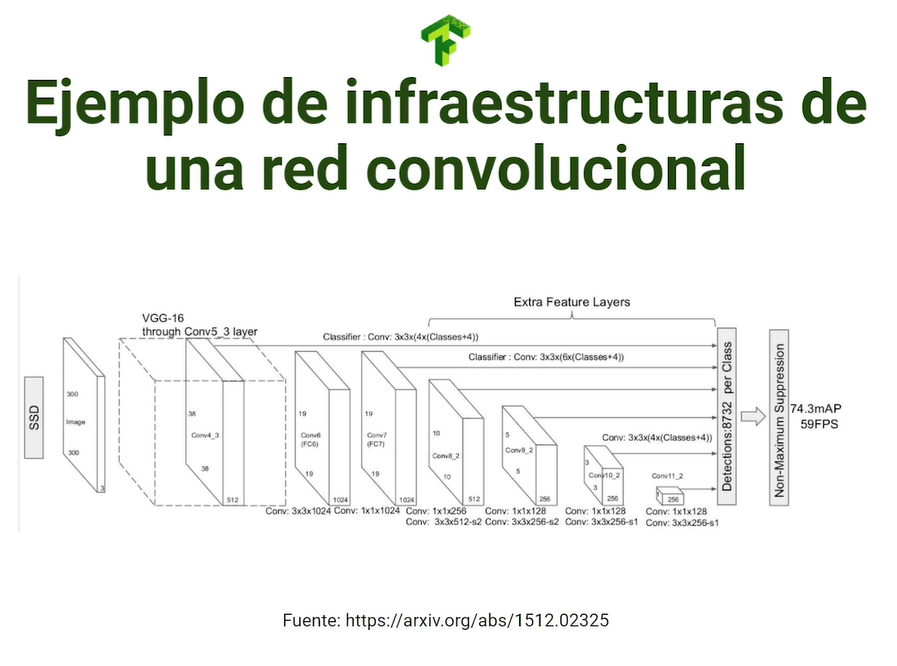 Ejemplo de infraestructuras de
una red convolucional
Extra Feature Layers
VGG-16
through Conv5_3 layer
Classifier : Conv: 3x3x(4x(Classes+4))
Classifier : Conv: 3x3x(6x(Classes+4))
Conv: 3x3x(4x(Classes+4))
SSD
300
Image
300
3
38
Conv4_3
38
512
19
Conv6
(FC6)
19
1024
19
Conv7
(FC7)
19
1024
10
Conv8_2
10
512
5
Conv9_2
5
256
3
Conv10_2
3
256
Conv11_2
1
256
Detections:8732 per Class
Non-Maximum Suppression
74.3mAP
59FPS
Conv: 3x3x1024
Conv: 1x1x1024
Conv: 1x1x256
Conv: 3x3x512-s2
Conv: 1x1x128
Conv: 3x3x256-s2
Conv: 1x1x128
Conv: 3x3x256-s1
Conv: 1x1x128
Conv: 3x3x256-s1
Fuente: https://arxiv.org/abs/1512.02325